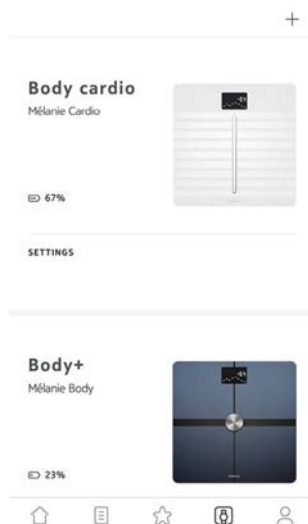 Body cardio
Mélanie Cardio
67%
SETTINGS
Body+
Mélanie Body
23%